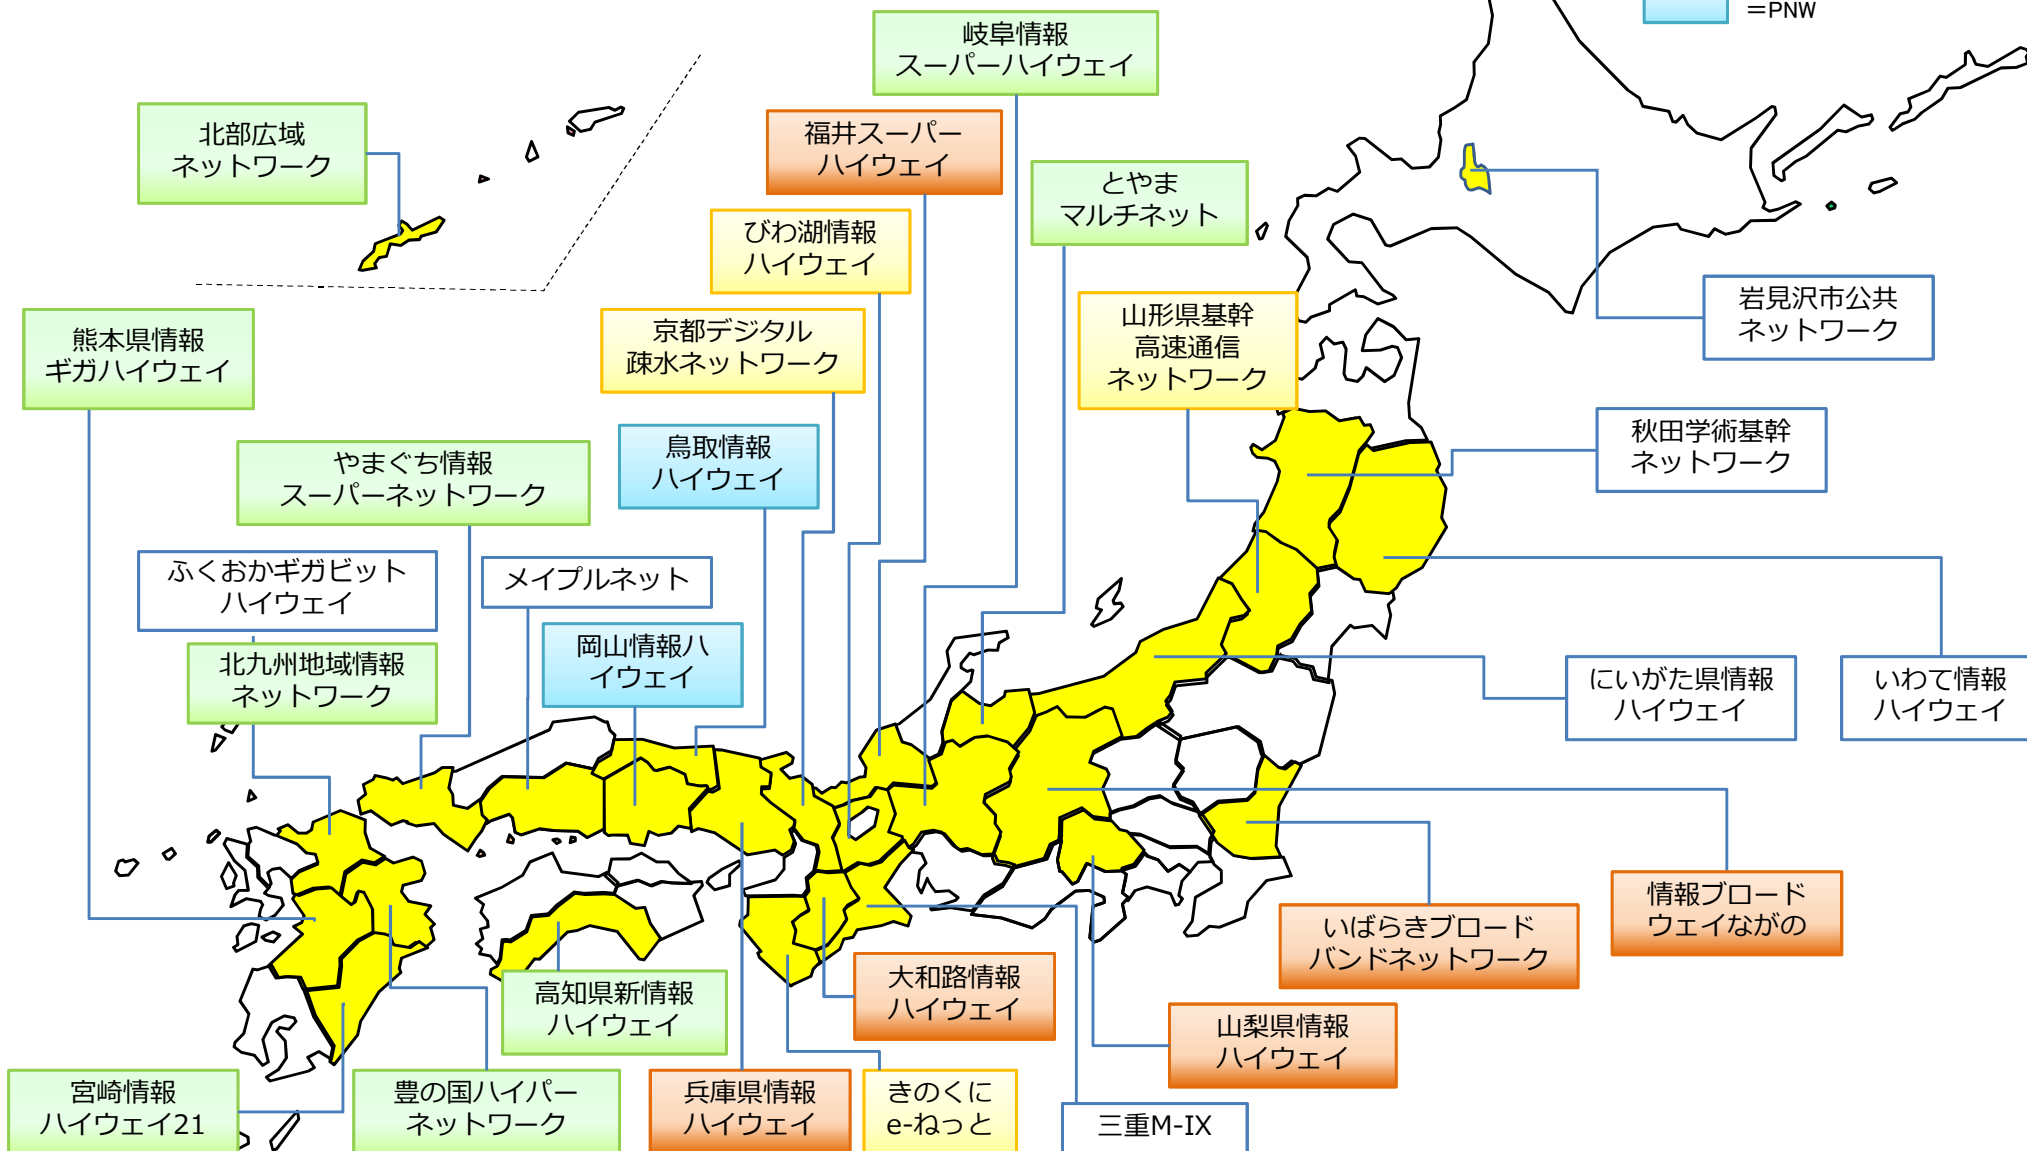 ＝PNW
岐阜情報
スーパーハイウェイ
北部広域
ネットワーク
福井スーパー
ハイウェイ
とやま
マルチネット
びわ湖情報
ハイウェイ
岩見沢市公共
ネットワーク
熊本県情報
ギガハイウェイ
京都デジタル
疎水ネットワーク
山形県基幹
高速通信
ネットワーク
秋田学術基幹
ネットワーク
鳥取情報
ハイウェイ
やまぐち情報
スーパーネットワーク
ふくおかギガビット
ハイウェイ
メイプルネット
岡山情報ハ
イウェイ
北九州地域情報
ネットワーク
にいがた県情報
ハイウェイ
いわて情報
ハイウェイ
情報ブロード
ウェイながの
いばらきブロード
バンドネットワーク
大和路情報
ハイウェイ
高知県新情報
ハイウェイ
山梨県情報
ハイウェイ
宮崎情報
ハイウェイ21
豊の国ハイパー
ネットワーク
兵庫県情報
ハイウェイ
きのくに
e-ねっと
三重M-IX